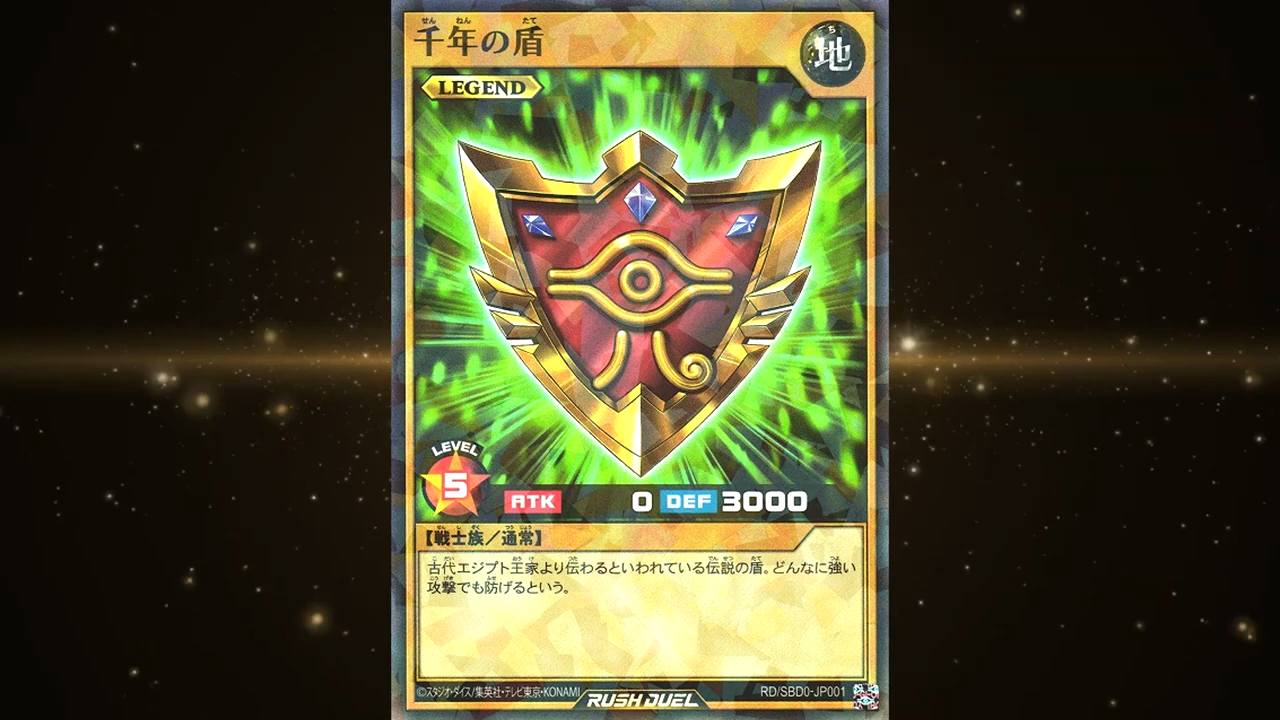 千年の盾
地
LEGEND
LEVEL
5
ATK 0 DEF 3000
【戦士族／通常】
古代エジプト王家より伝わるといわれている伝説の盾。どんなに強い
攻撃でも防げるという。
©スタジオ・ダイス/集英社・テレビ東京・KONAMI
RUSH DUEL
RD/SBD0-JP001